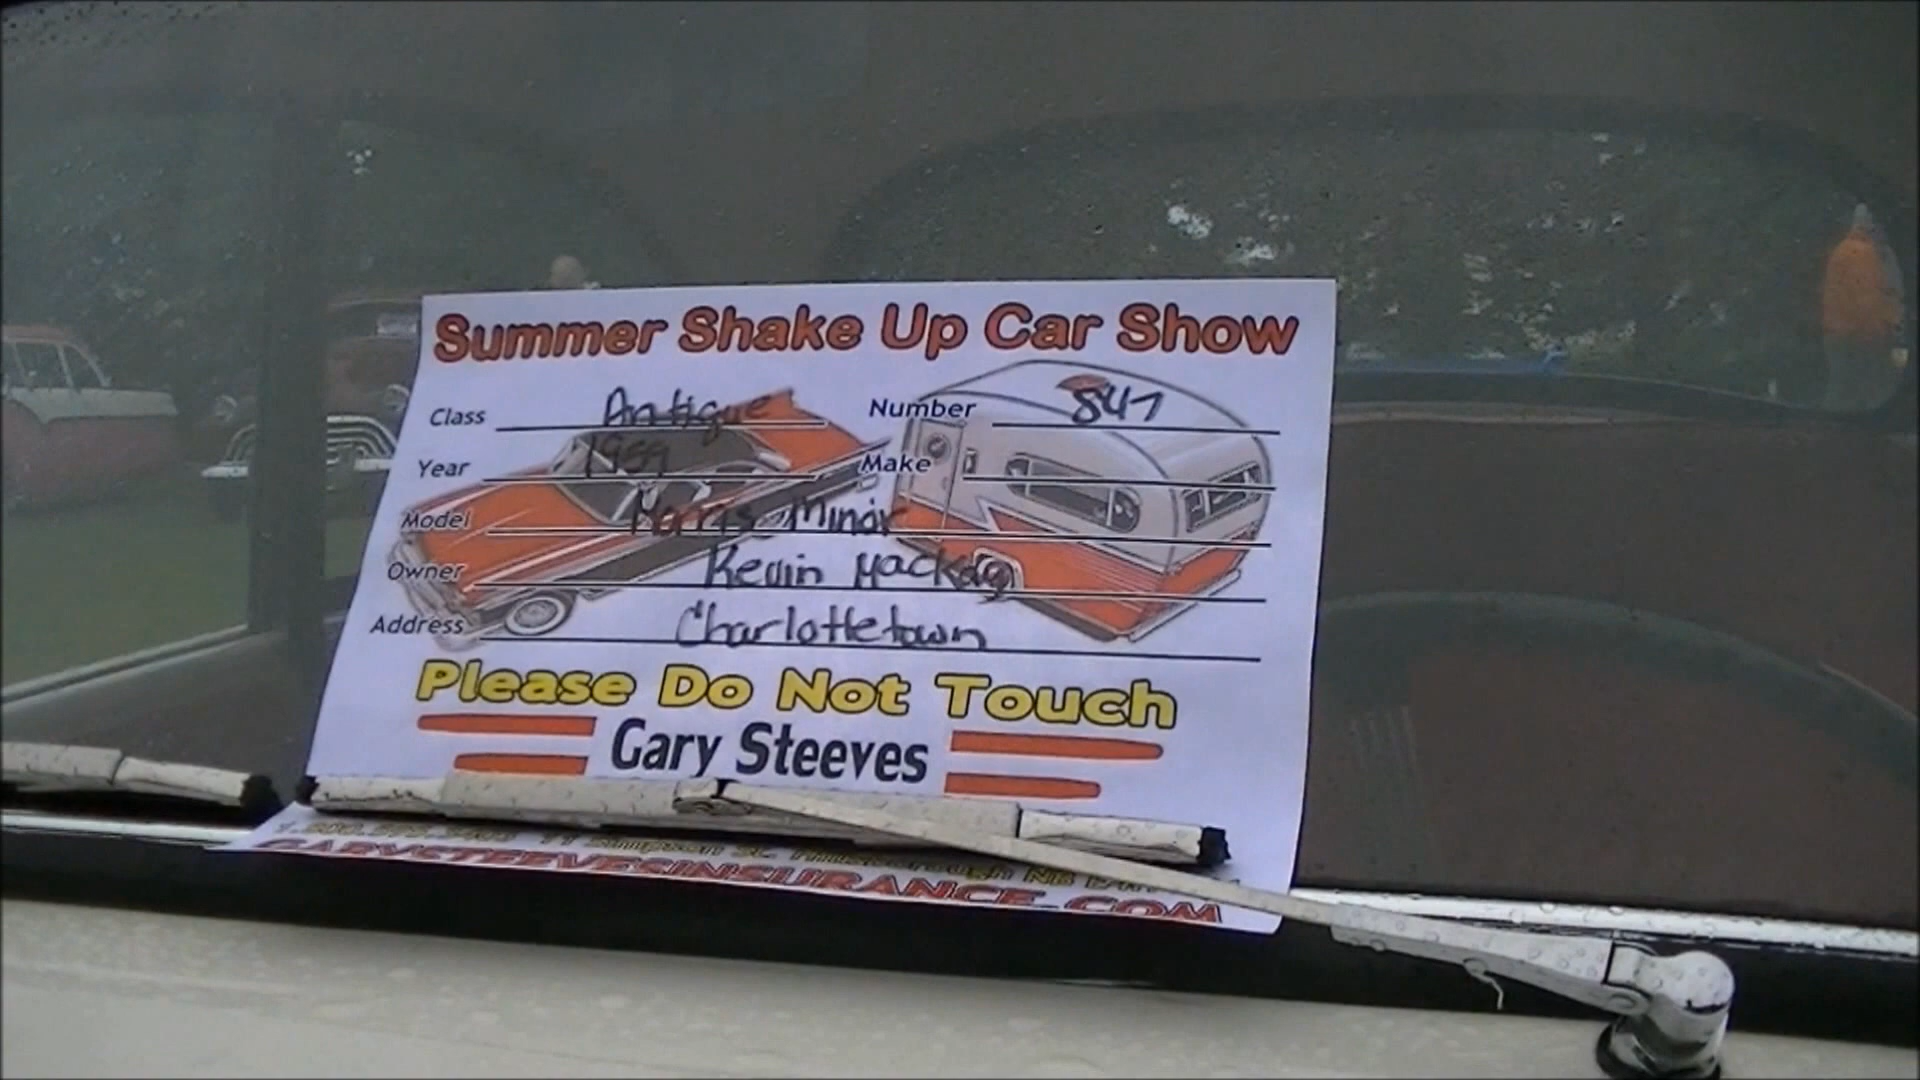 Summer Shake Up Car Show
Class Antique Number 847
Year 1959 Make
Model Morris Minor
Owner Kevin Mackay
Address Charlottetown
Please Do Not Touch
Gary Steeves
GARYSTEEVESINSURANCE.COM